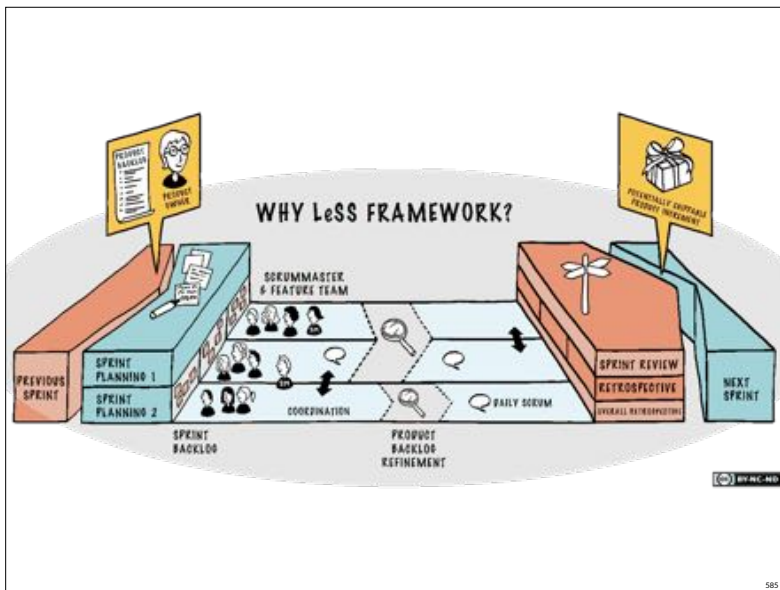 PRODUCT
BACKLOG
PRODUCT
OWNER
POTENTIALLY SHIPPABLE
PRODUCT INCREMENT
WHY LeSS FRAMEWORK?
SCRUMMASTER
& FEATURE TEAM
SM
PREVIOUS
SPRINT
SPRINT
PLANNING 1
SPRINT
PLANNING 2
SM
COORDINATION
DAILY SCRUM
SPRINT REVIEW
RETROSPECTIVE
OVERALL RETROSPECTIVE
NEXT
SPRINT
SPRINT
BACKLOG
PRODUCT
BACKLOG
REFINEMENT
cc BY-NC-ND
585